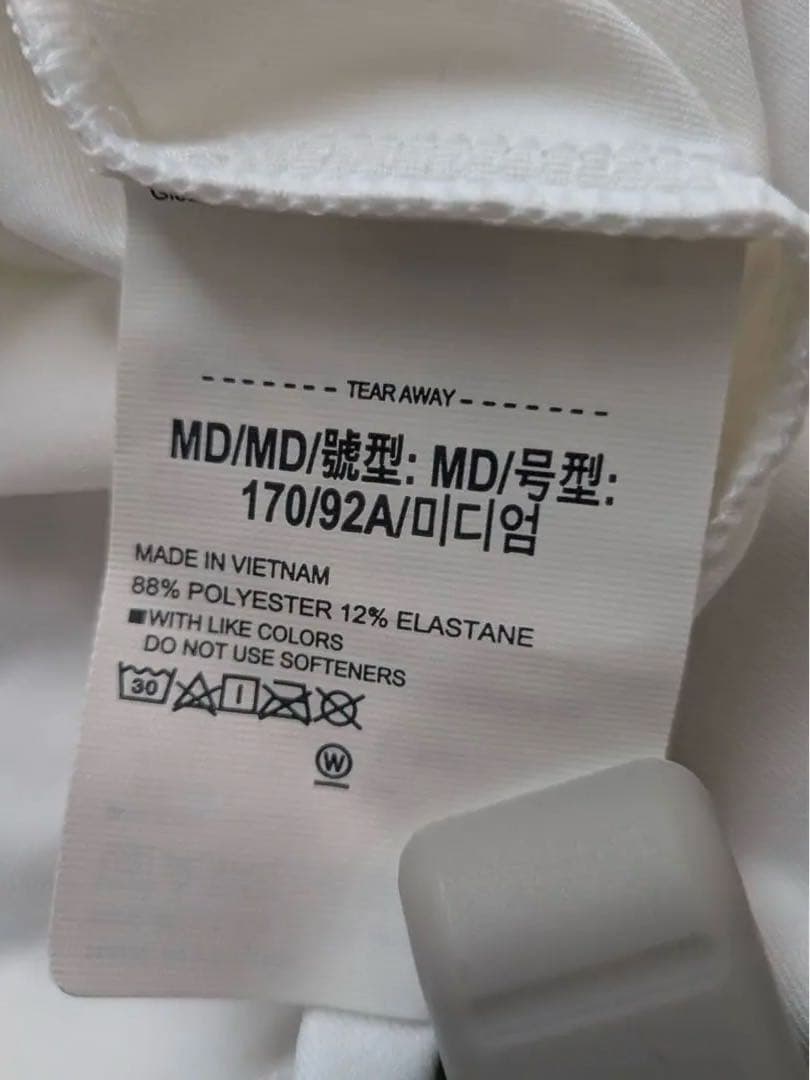 ------- TEAR AWAY -------
MD/MD/號型: MD/号型:
170/92A/미디엄
MADE IN VIETNAM
88% POLYESTER 12% ELASTANE
■WITH LIKE COLORS
DO NOT USE SOFTENERS
30
W